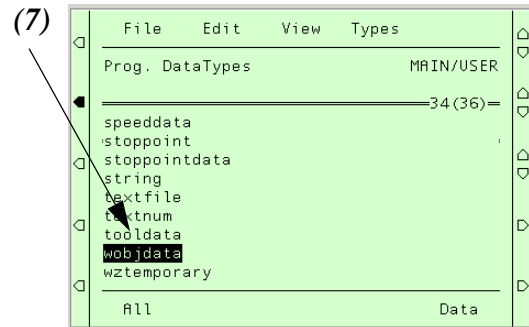 (7)
File Edit View Types
Prog. DataTypes MAIN/USER
34(36)
speeddata
stoppoint
stoppointdata
string
textfile
textnum
tooldata
wobjdata
wztemporary
All Data